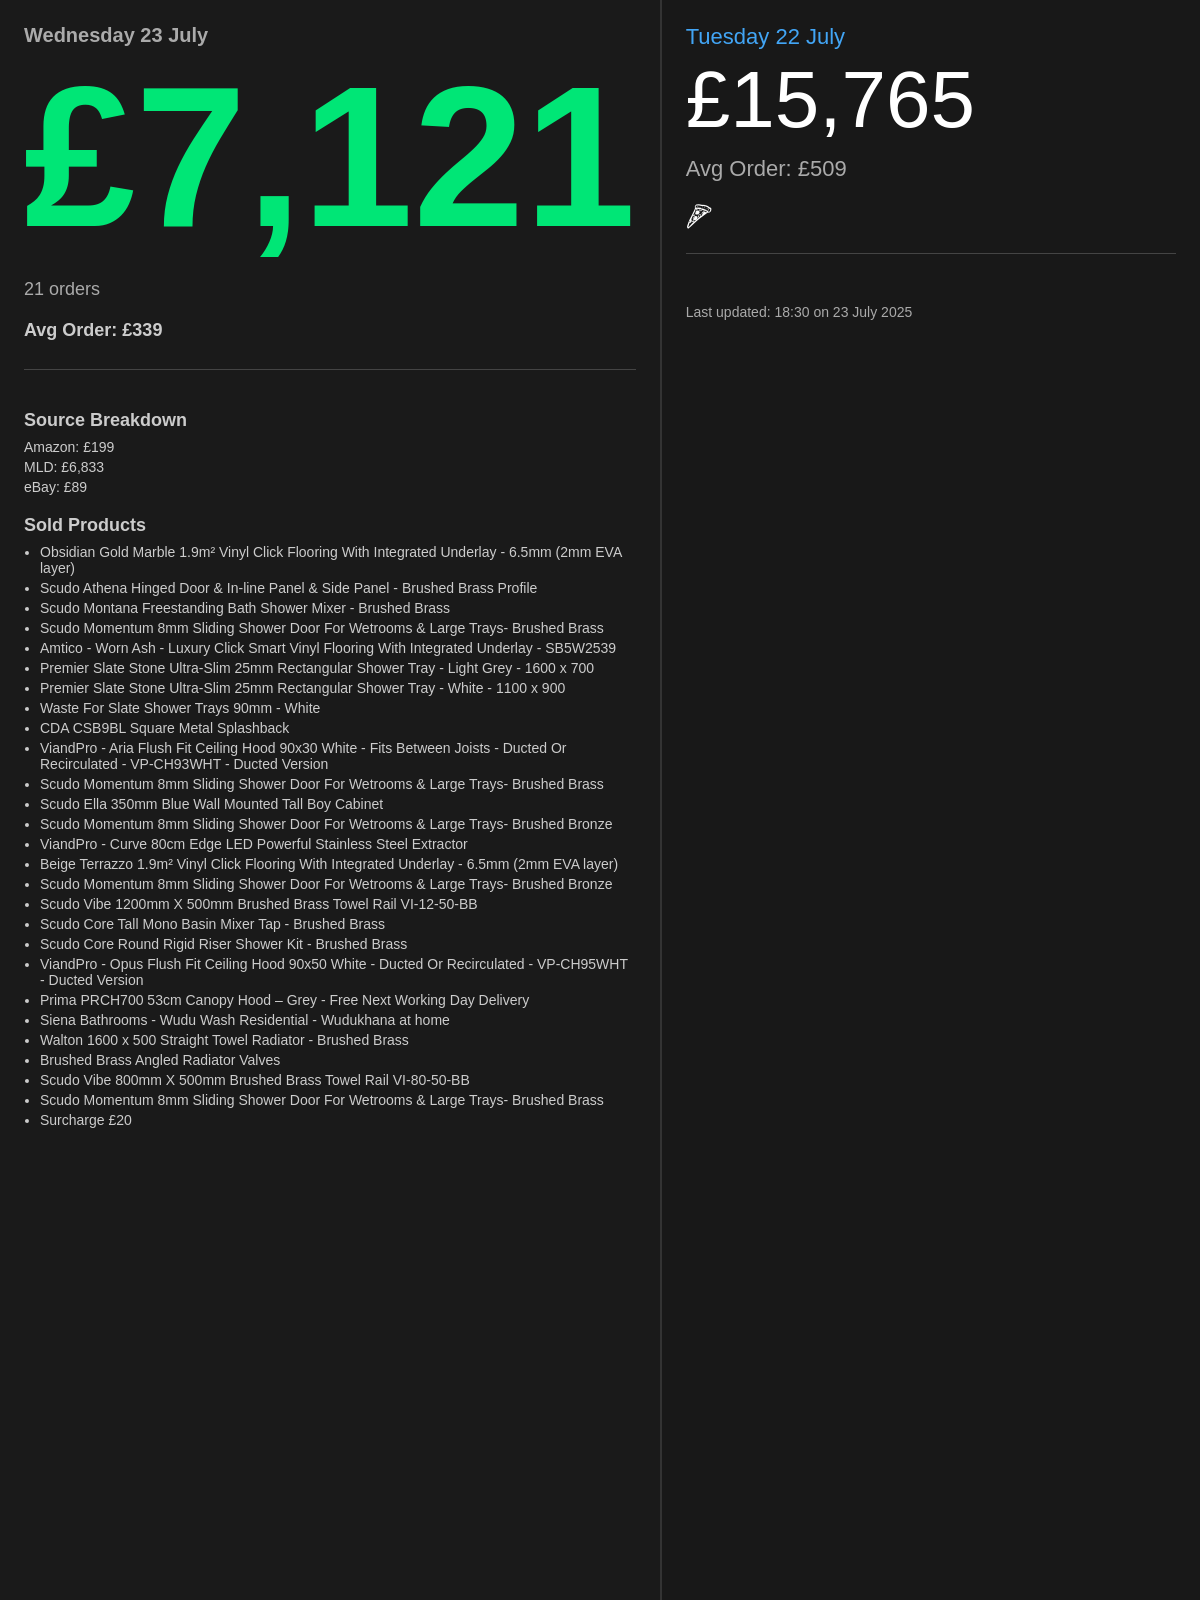 Wednesday 23 July
£7,121
21 orders
Avg Order: £339
Source Breakdown
Amazon: £199
MLD: £6,833
eBay: £89
Sold Products
• Obsidian Gold Marble 1.9m² Vinyl Click Flooring With Integrated Underlay - 6.5mm (2mm EVA
layer)
• Scudo Athena Hinged Door & In-line Panel & Side Panel - Brushed Brass Profile
• Scudo Montana Freestanding Bath Shower Mixer - Brushed Brass
• Scudo Momentum 8mm Sliding Shower Door For Wetrooms & Large Trays- Brushed Brass
• Amtico - Worn Ash - Luxury Click Smart Vinyl Flooring With Integrated Underlay - SB5W2539
• Premier Slate Stone Ultra-Slim 25mm Rectangular Shower Tray - Light Grey - 1600 x 700
• Premier Slate Stone Ultra-Slim 25mm Rectangular Shower Tray - White - 1100 x 900
• Waste For Slate Shower Trays 90mm - White
• CDA CSB9BL Square Metal Splashback
• ViandPro - Aria Flush Fit Ceiling Hood 90x30 White - Fits Between Joists - Ducted Or
Recirculated - VP-CH93WHT - Ducted Version
• Scudo Momentum 8mm Sliding Shower Door For Wetrooms & Large Trays- Brushed Brass
• Scudo Ella 350mm Blue Wall Mounted Tall Boy Cabinet
• Scudo Momentum 8mm Sliding Shower Door For Wetrooms & Large Trays- Brushed Bronze
• ViandPro - Curve 80cm Edge LED Powerful Stainless Steel Extractor
• Beige Terrazzo 1.9m² Vinyl Click Flooring With Integrated Underlay - 6.5mm (2mm EVA layer)
• Scudo Momentum 8mm Sliding Shower Door For Wetrooms & Large Trays- Brushed Bronze
• Scudo Vibe 1200mm X 500mm Brushed Brass Towel Rail VI-12-50-BB
• Scudo Core Tall Mono Basin Mixer Tap - Brushed Brass
• Scudo Core Round Rigid Riser Shower Kit - Brushed Brass
• ViandPro - Opus Flush Fit Ceiling Hood 90x50 White - Ducted Or Recirculated - VP-CH95WHT
- Ducted Version
• Prima PRCH700 53cm Canopy Hood – Grey - Free Next Working Day Delivery
• Siena Bathrooms - Wudu Wash Residential - Wudukhana at home
• Walton 1600 x 500 Straight Towel Radiator - Brushed Brass
• Brushed Brass Angled Radiator Valves
• Scudo Vibe 800mm X 500mm Brushed Brass Towel Rail VI-80-50-BB
• Scudo Momentum 8mm Sliding Shower Door For Wetrooms & Large Trays- Brushed Brass
• Surcharge £20
Tuesday 22 July
£15,765
Avg Order: £509
🍕
Last updated: 18:30 on 23 July 2025